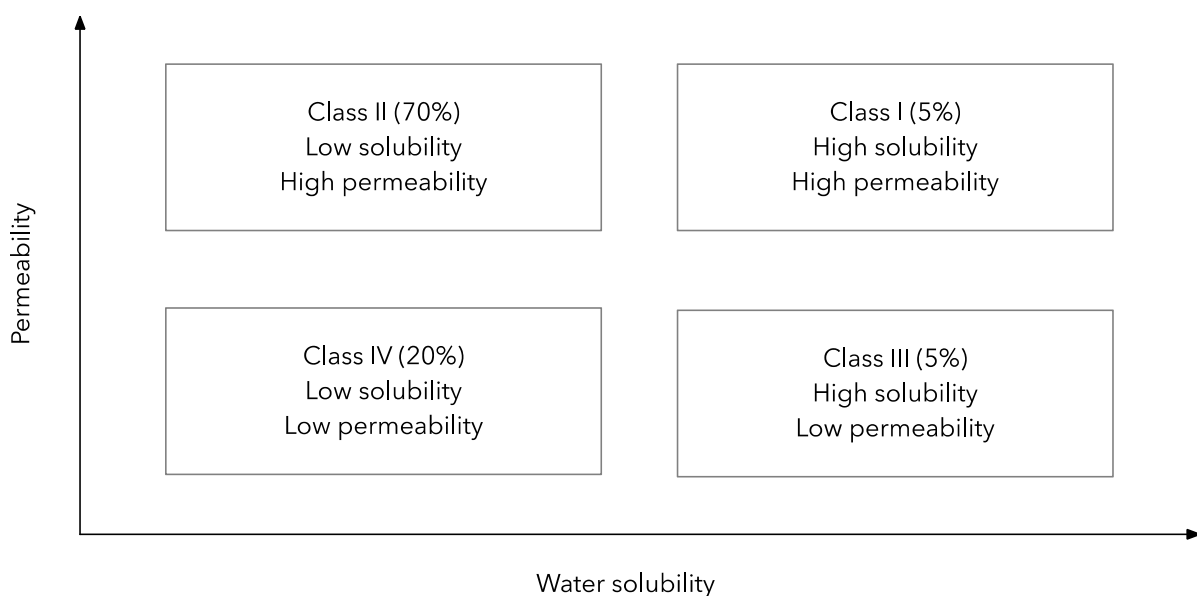 Class II (70%)
Low solubility
High permeability
Class I (5%)
High solubility
High permeability
Permeability
Class IV (20%)
Low solubility
Low permeability
Class III (5%)
High solubility
Low permeability
Water solubility